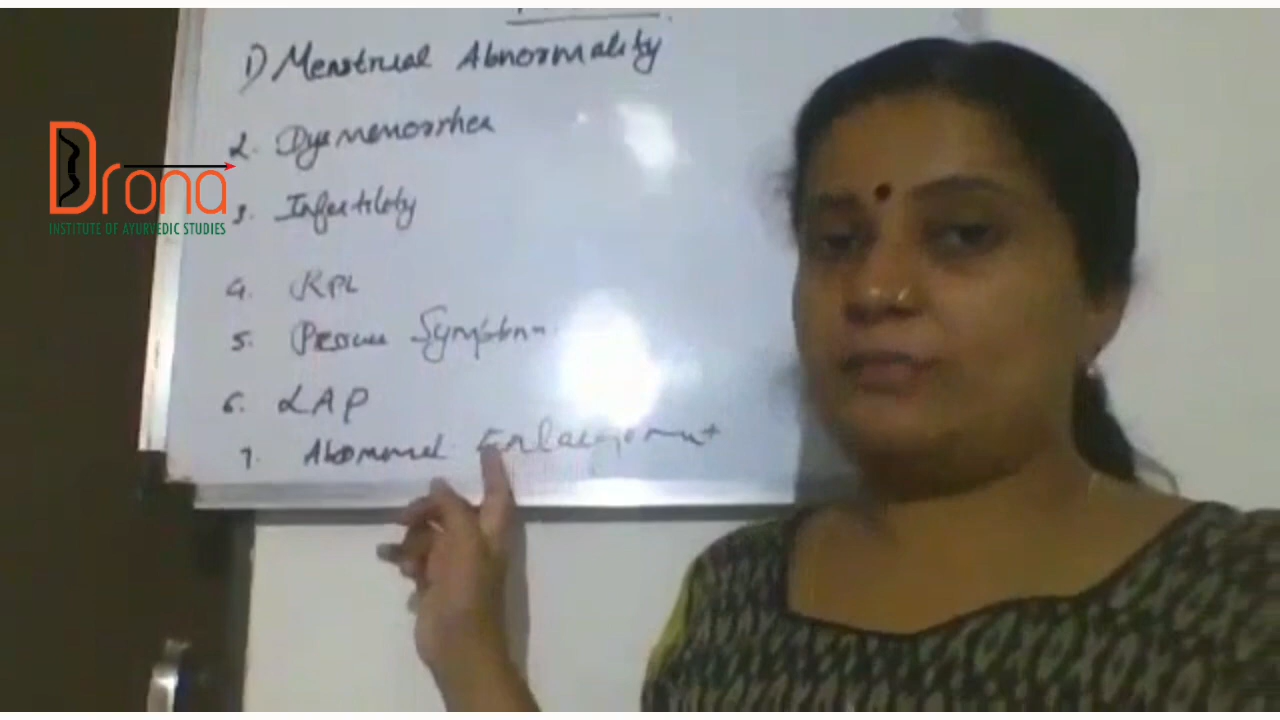 1) Menstrual Abnormality
2. Dysmenorrhea
3. Infertility
4. RPL
5. Pressure Symptom
6. LAP
7. Abdominal Enlargement
Drona
INSTITUTE OF AYURVEDIC STUDIES